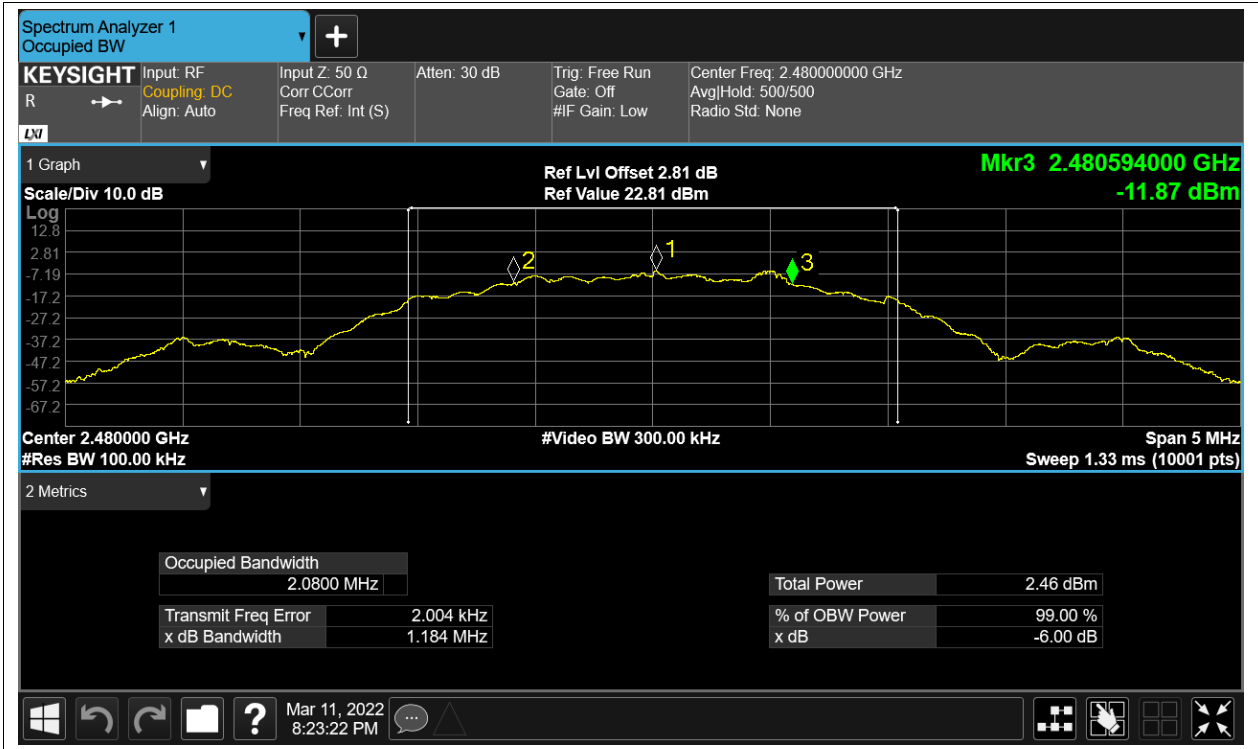 Spectrum Analyzer 1
Occupied BW
KEYSIGHT
R
LXI
Input: RF
Coupling: DC
Align: Auto
Input Z: 50 Ω
Corr CCorr
Freq Ref: Int (S)
Atten: 30 dB
Trig: Free Run
Gate: Off
#IF Gain: Low
Center Freq: 2.480000000 GHz
Avg|Hold: 500/500
Radio Std: None
1 Graph
Scale/Div 10.0 dB
Ref Lvl Offset 2.81 dB
Ref Value 22.81 dBm
Mkr3 2.480594000 GHz
-11.87 dBm
Log
12.8
2.81
-7.19
-17.2
-27.2
-37.2
-47.2
-57.2
-67.2
2
1
3
Center 2.480000 GHz
#Res BW 100.00 kHz
#Video BW 300.00 kHz
Span 5 MHz
Sweep 1.33 ms (10001 pts)
2 Metrics
Occupied Bandwidth
2.0800 MHz
Transmit Freq Error 2.004 kHz
x dB Bandwidth 1.184 MHz
Total Power 2.46 dBm
% of OBW Power 99.00 %
x dB -6.00 dB
?
Mar 11, 2022
8:23:22 PM